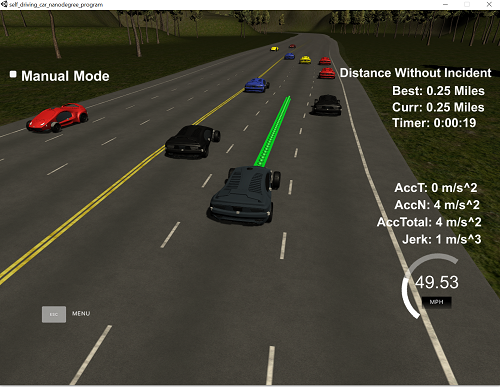 self_driving_car_nanodegree_program
Manual Mode
Distance Without Incident
Best: 0.25 Miles
Curr: 0.25 Miles
Timer: 0:00:19
AccT: 0 m/s^2
AccN: 4 m/s^2
AccTotal: 4 m/s^2
Jerk: 1 m/s^3
49.53
MPH
ESC MENU